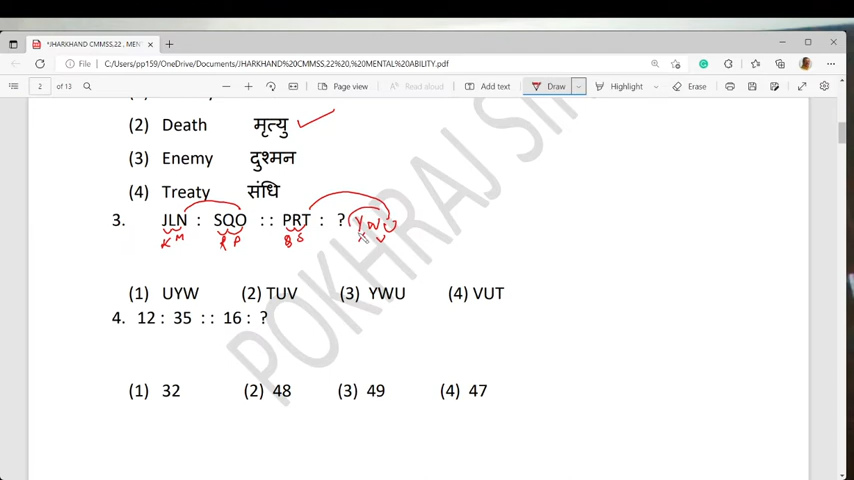 *JHARKHAND CMMSS,22 , MEN
File C:/Users/pp159/OneDrive/Documents/JHARKHAND%20CMMSS,22%20.%20MENTAL%20ABILITY.pdf
2 of 13 Page view Read aloud Add text Draw Highlight Erase
(2) Death मृत्यु
(3) Enemy दुश्मन
(4) Treaty संधि
3. JLN : SQO :: PRT : ? YWU
K M R P S V
(1) UYW (2) TUV (3) YWU (4) VUT
4. 12 : 35 :: 16 : ?
(1) 32 (2) 48 (3) 49 (4) 47
POKHRAJ SIN